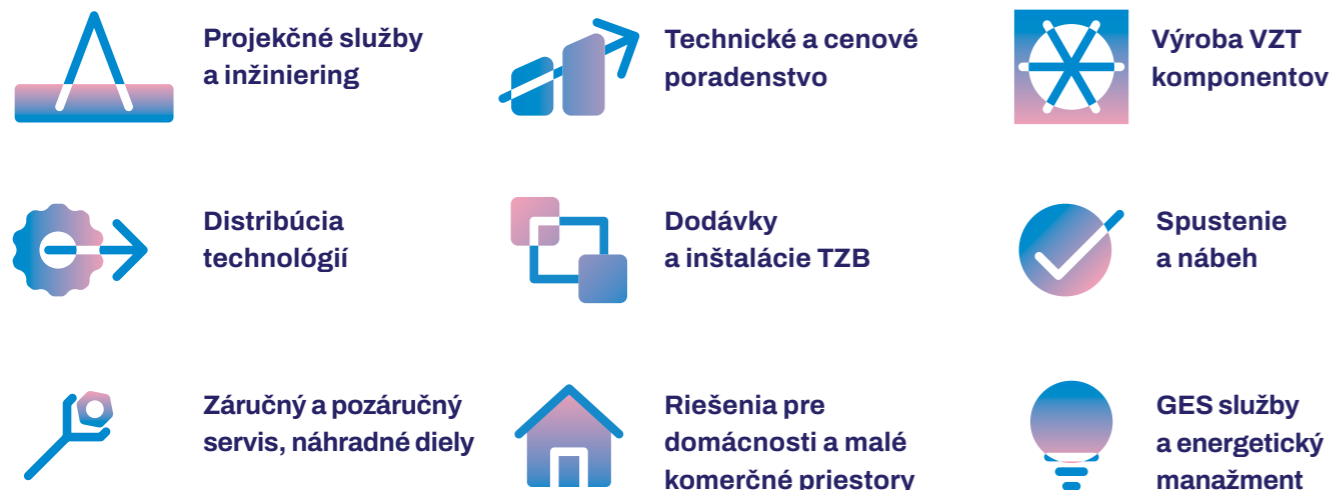 Projekčné služby
a inžiniering
Technické a cenové
poradenstvo
Výroba VZT
komponentov
Distribúcia
technológií
Dodávky
a inštalácie TZB
Spustenie
a nábeh
Záručný a pozáručný
servis, náhradné diely
Riešenia pre
domácnosti a malé
komerčné priestory
GES služby
a energetický
manažment